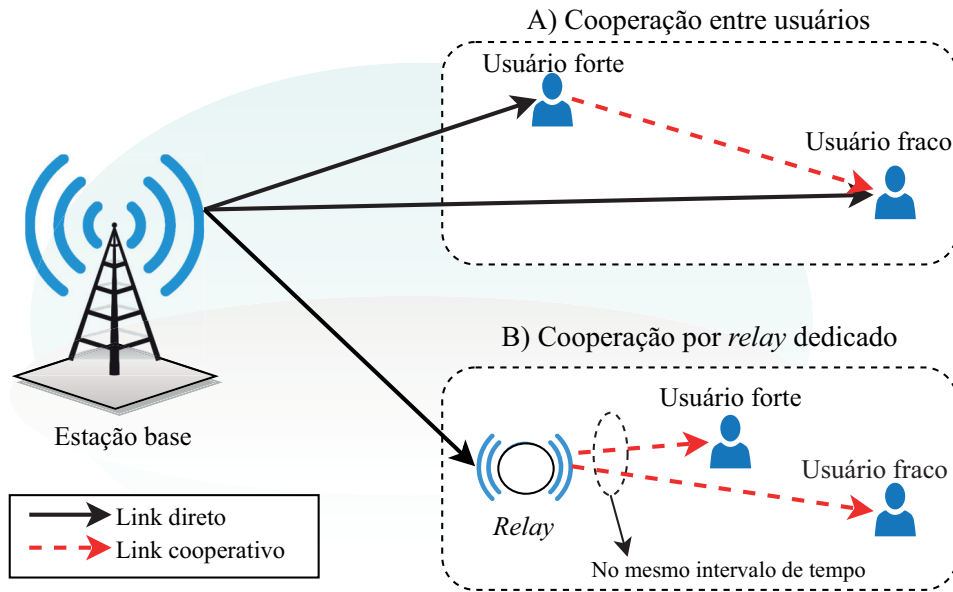 A) Cooperação entre usuários
Usuário forte
Usuário fraco
Estação base
B) Cooperação por relay dedicado
Usuário forte
Usuário fraco
Relay
No mesmo intervalo de tempo
Link direto
Link cooperativo